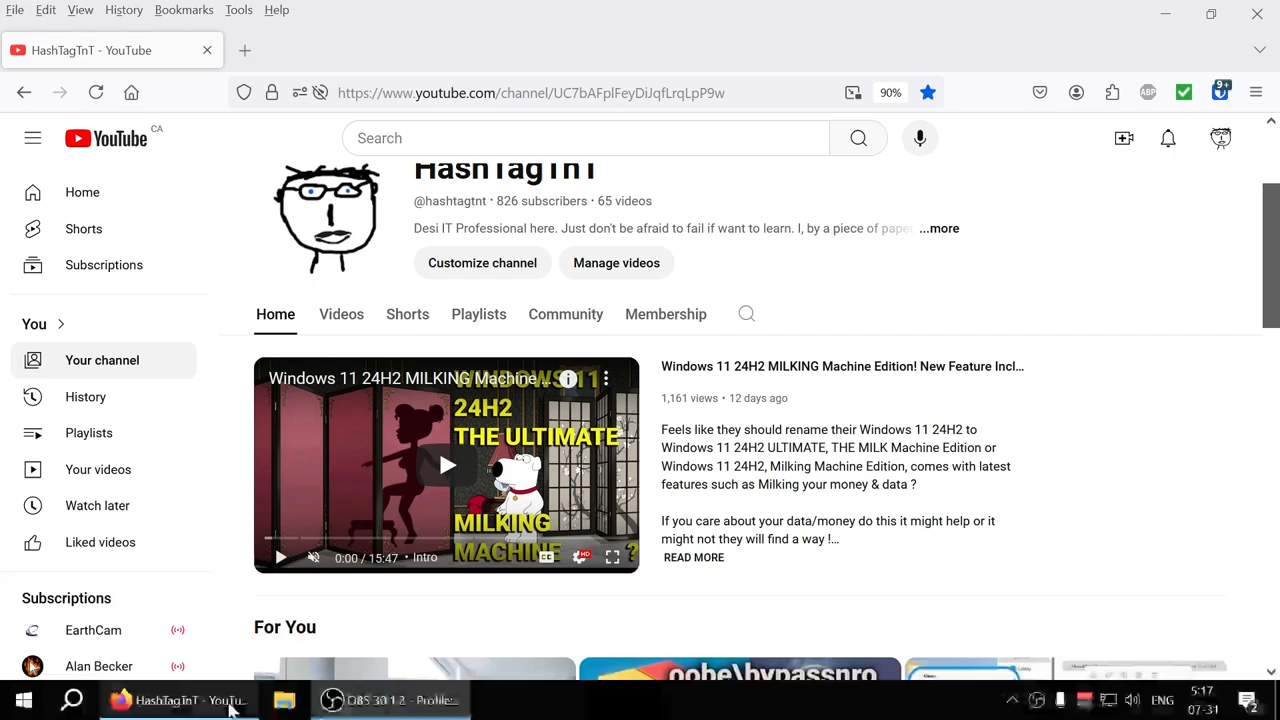 File Edit View History Bookmarks Tools Help
HashTagTnT - YouTube
https://www.youtube.com/channel/UC7bAFplFeyDiJqfLrqLpP9w
90%
ABP
9+
YouTube CA
Search
Home
Shorts
Subscriptions
You
Your channel
History
Playlists
Your videos
Watch later
Liked videos
Subscriptions
EarthCam
Alan Becker
HashTagTnT
@hashtagtnt • 826 subscribers • 65 videos
Desi IT Professional here. Just don't be afraid to fail if want to learn. I, by a piece of paper ...more
Customize channel
Manage videos
Home Videos Shorts Playlists Community Membership
Windows 11 24H2 MILKING Machine ...
WINDOWS 11
24H2
THE ULTIMATE
MILKING
MACHINE ?
0:00 / 15:47 • Intro
CC
HD
Windows 11 24H2 MILKING Machine Edition! New Feature Incl...
1,161 views • 12 days ago
Feels like they should rename their Windows 11 24H2 to
Windows 11 24H2 ULTIMATE, THE MILK Machine Edition or
Windows 11 24H2, Milking Machine Edition, comes with latest
features such as Milking your money & data ?
If you care about your data/money do this it might help or it
might not they will find a way !...
READ MORE
For You
oobe\bypassnro
HashTagTnT - YouTu...
OBS 30.1.2 - Profile:
ENG
5:17
07-31
2